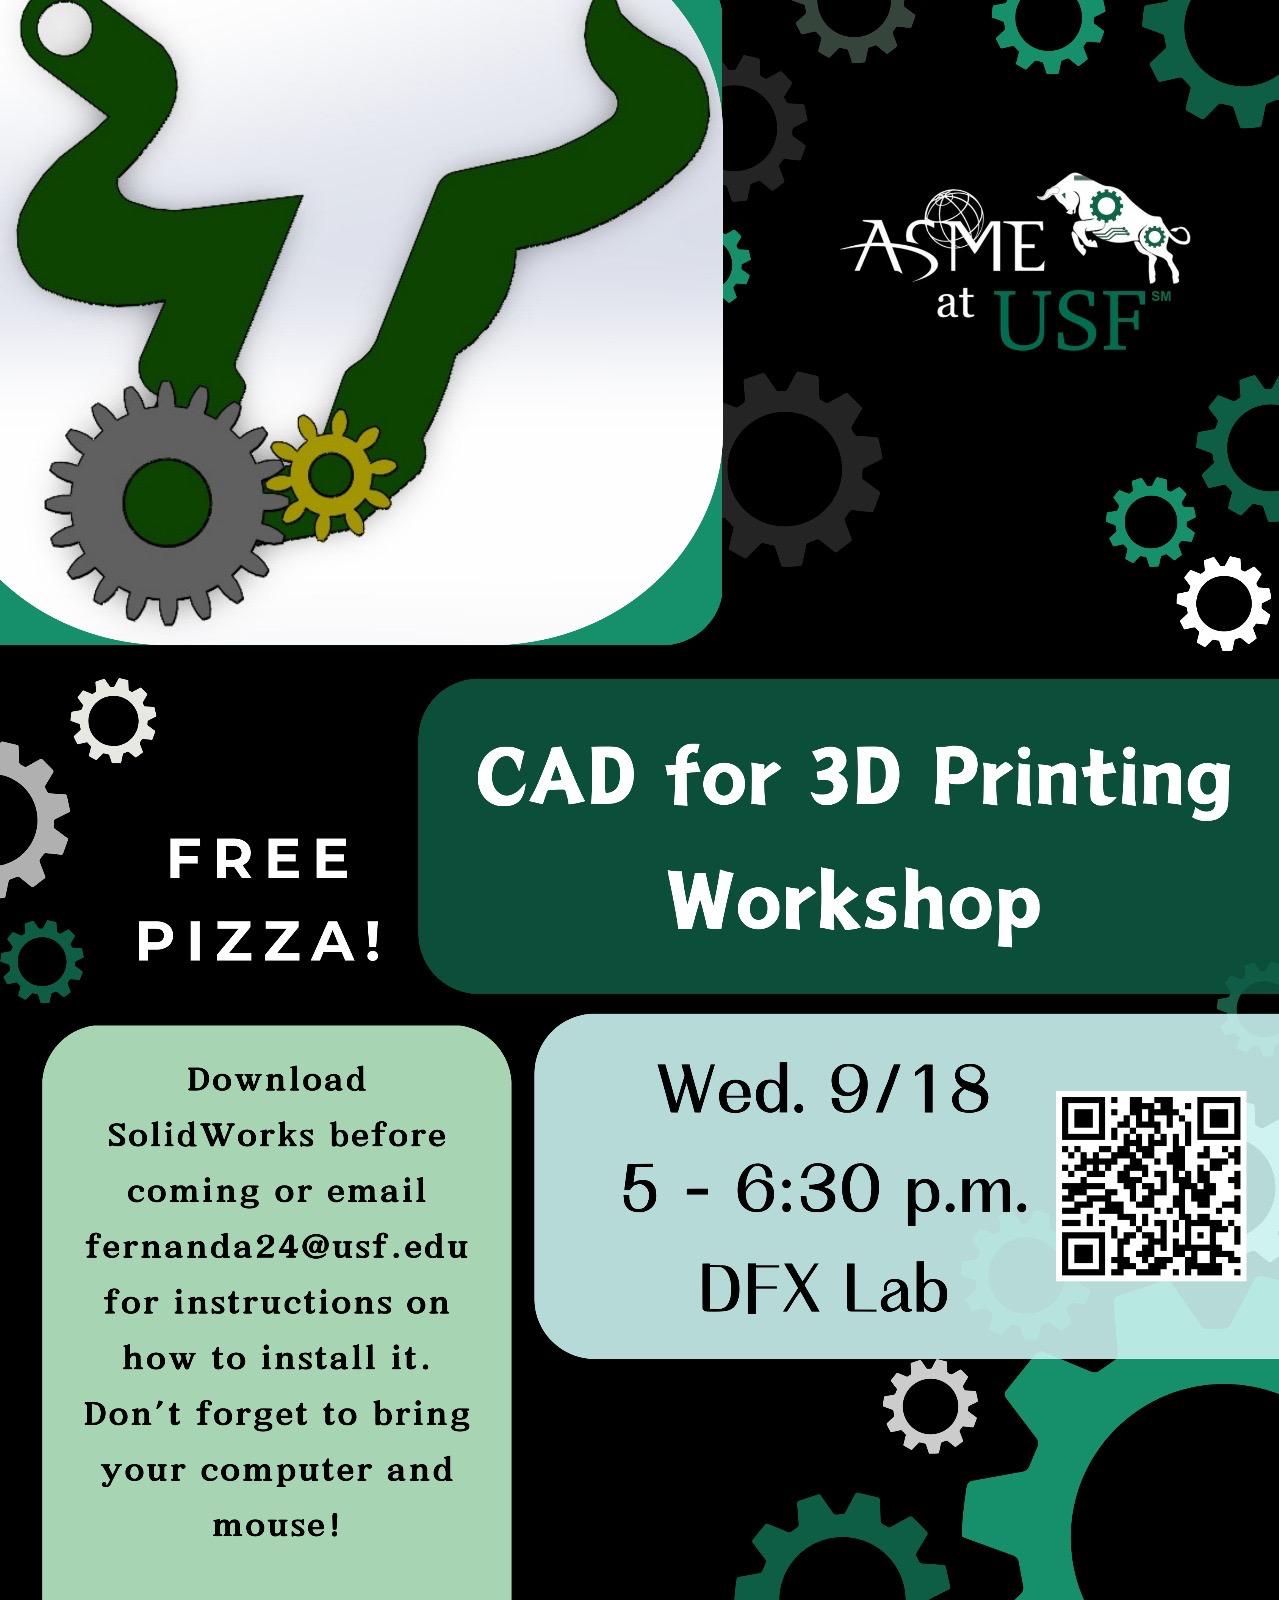 ASME
at USF SM
CAD for 3D Printing
Workshop
FREE
PIZZA!
Download
SolidWorks before
coming or email
fernanda24@usf.edu
for instructions on
how to install it.
Don't forget to bring
your computer and
mouse!
Wed. 9/18
5 - 6:30 p.m.
DFX Lab